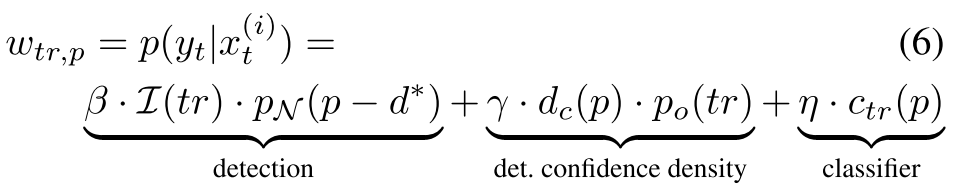 w_{tr,p} = p(y_t|x_t^{(i)}) = (6)
β · 𝓘(tr) · p_𝒩(p − d*) + γ · d_c(p) · p_o(tr) + η · c_{tr}(p)
detection det. confidence density classifier